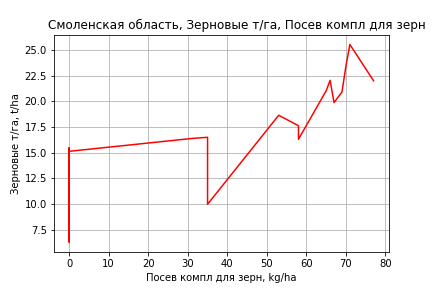 Смоленская область, Зерновые т/га, Посев компл для зерн
25.0
22.5
20.0
17.5
15.0
12.5
10.0
7.5
Зерновые т/га, t/ha
0 10 20 30 40 50 60 70 80
Посев компл для зерн, kg/ha